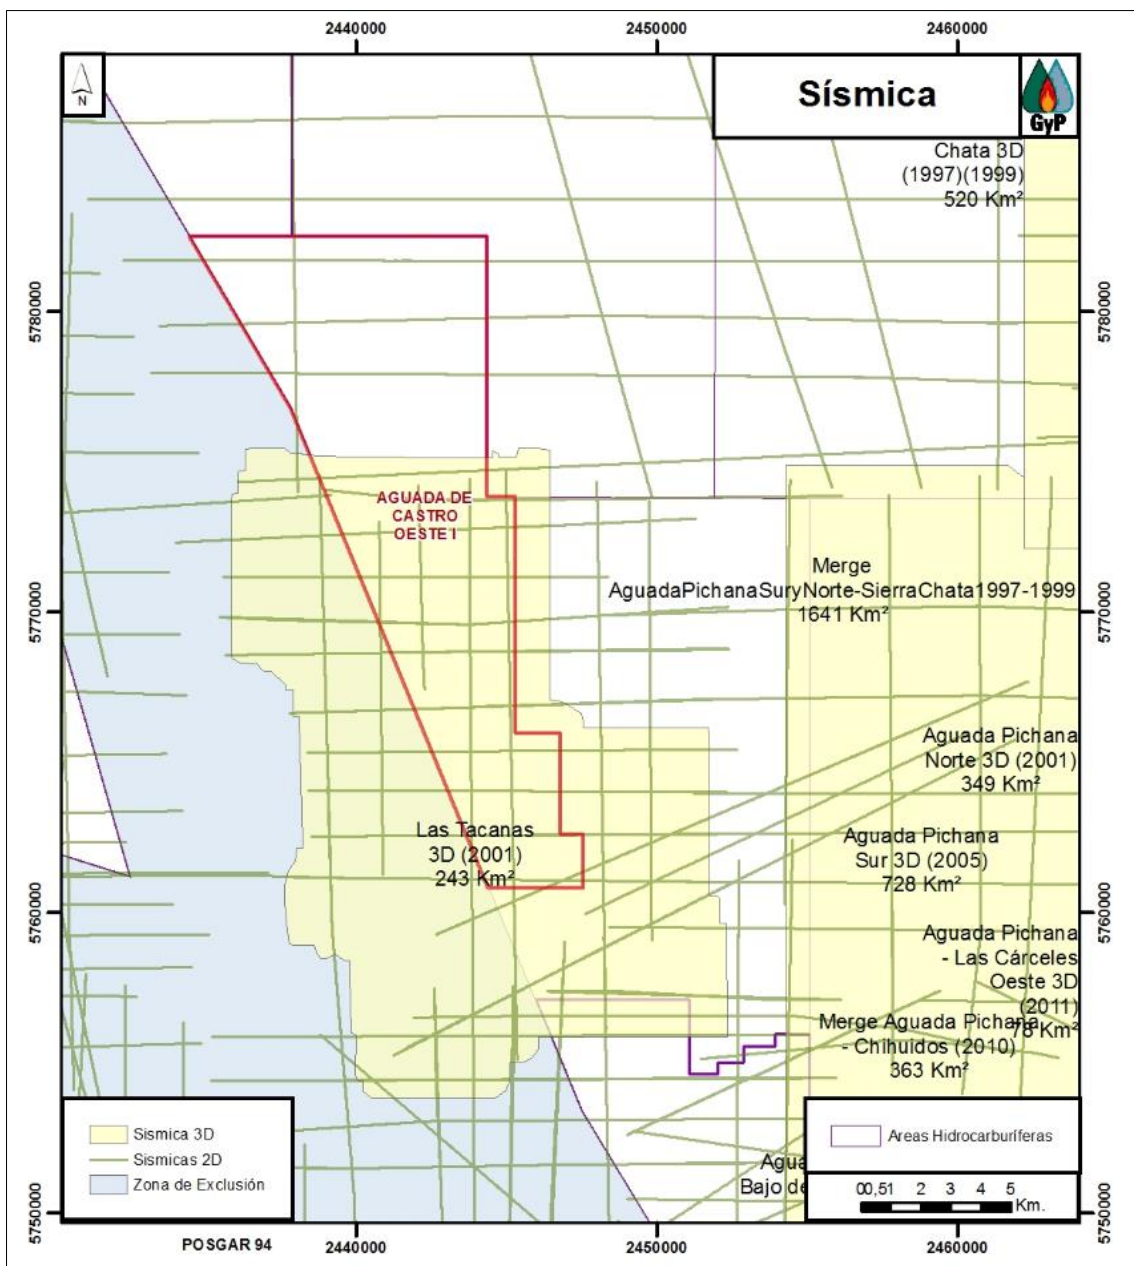 2440000
2450000
2460000
N
Sísmica
GyP
Chata 3D
(1997)(1999)
520 Km²
5780000
5780000
AGUADA DE
CASTRO
OESTE I
Merge
AguadaPichanaSuryNorte-SierraChata1997-1999
1641 Km²
5770000
5770000
Aguada Pichana
Norte 3D (2001)
349 Km²
Las Tacanas
3D (2001)
243 Km²
Aguada Pichana
Sur 3D (2005)
728 Km²
5760000
5760000
Aguada Pichana
- Las Cárceles
Oeste 3D
(2011)
78 Km²
Merge Aguada Pichana
- Chihuidos (2010)
363 Km²
Sismica 3D
Sismicas 2D
Zona de Exclusión
Areas Hidrocarburíferas
Bajo de
00,51 2 3 4 5
Km.
5750000
5750000
POSGAR 94
2440000
2450000
2460000